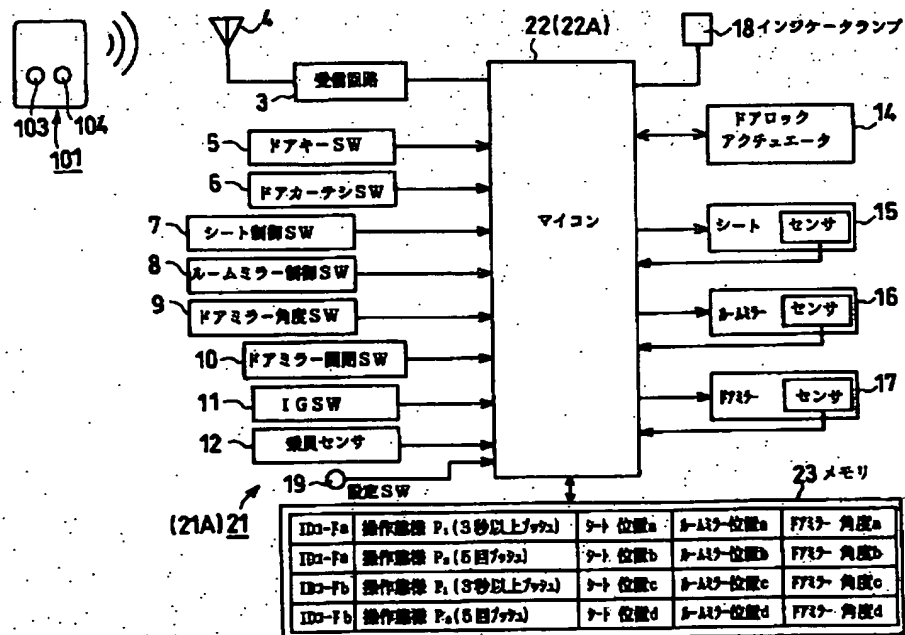 103
104
101
4
受信回路
3
22(22A)
マイコン
18 インジケータランプ
ドアロック
アクチュエータ
14
5 ドアキーSW
6 ドアカーテシSW
7 シート制御SW
8 ルームミラー制御SW
9 ドアミラー角度SW
10 ドアミラー開閉SW
11 IGSW
12 乗員センサ
19 設定SW
(21A)21
シート センサ 15
ルームミラー センサ 16
ドアミラー センサ 17
23 メモリ
IDコードa 操作態様 P₁(3秒以上プッシュ) シート 位置a ルームミラー位置a ドアミラー 角度a
IDコードa 操作態様 P₂(5回プッシュ) シート 位置b ルームミラー位置b ドアミラー 角度b
IDコードb 操作態様 P₁(3秒以上プッシュ) シート 位置c ルームミラー位置c ドアミラー 角度c
IDコードb 操作態様 P₂(5回プッシュ) シート 位置d ルームミラー位置d ドアミラー 角度d